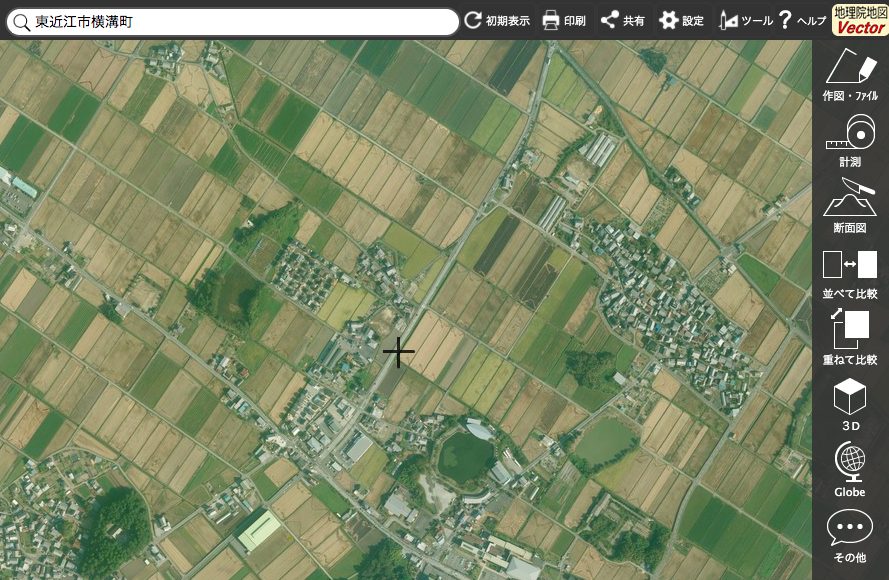 東近江市横溝町
初期表示
印刷
共有
設定
ツール
ヘルプ
地理院地図
Vector
作図・ファイル
計測
断面図
並べて比較
重ねて比較
3D
Globe
その他